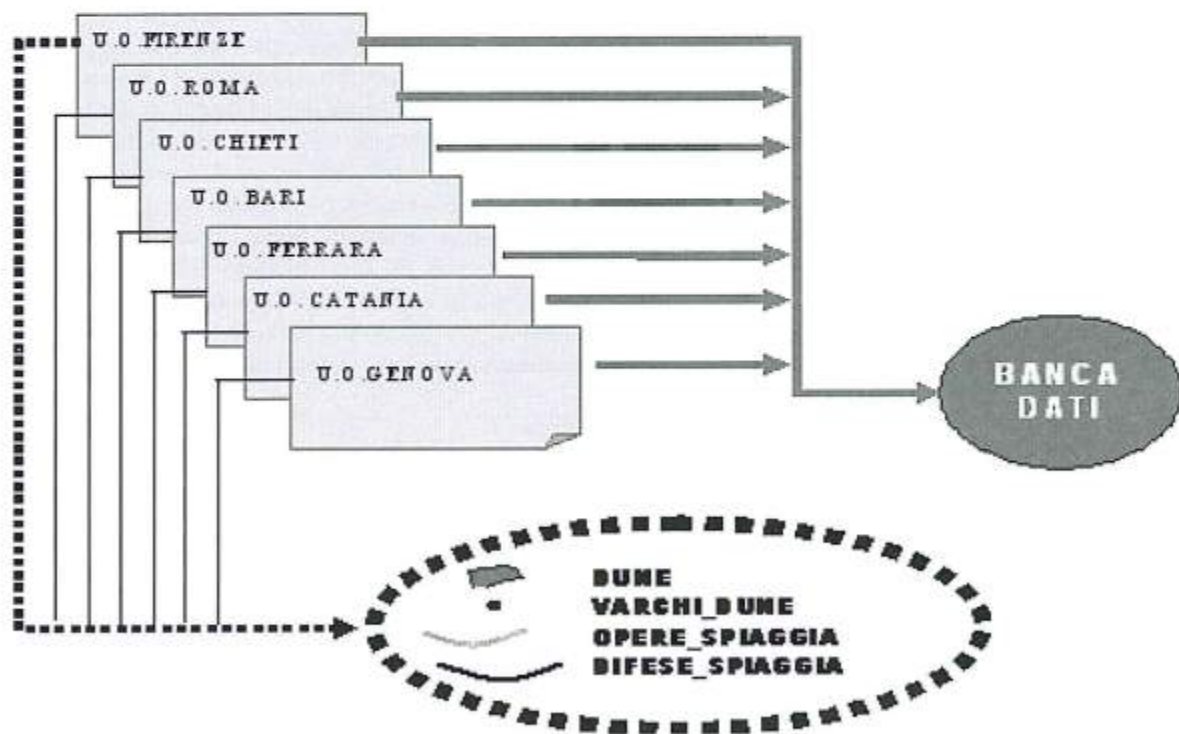 U.O.FIRENZE
U.O.ROMA
U.O.CHIETI
U.O.BARI
U.O.FERRARA
U.O.CATANIA
U.O.GENOVA
BANCA
DATI
DUNE
VARCHI_DUNE
OPERE_SPIAGGIA
DIFESE_SPIAGGIA